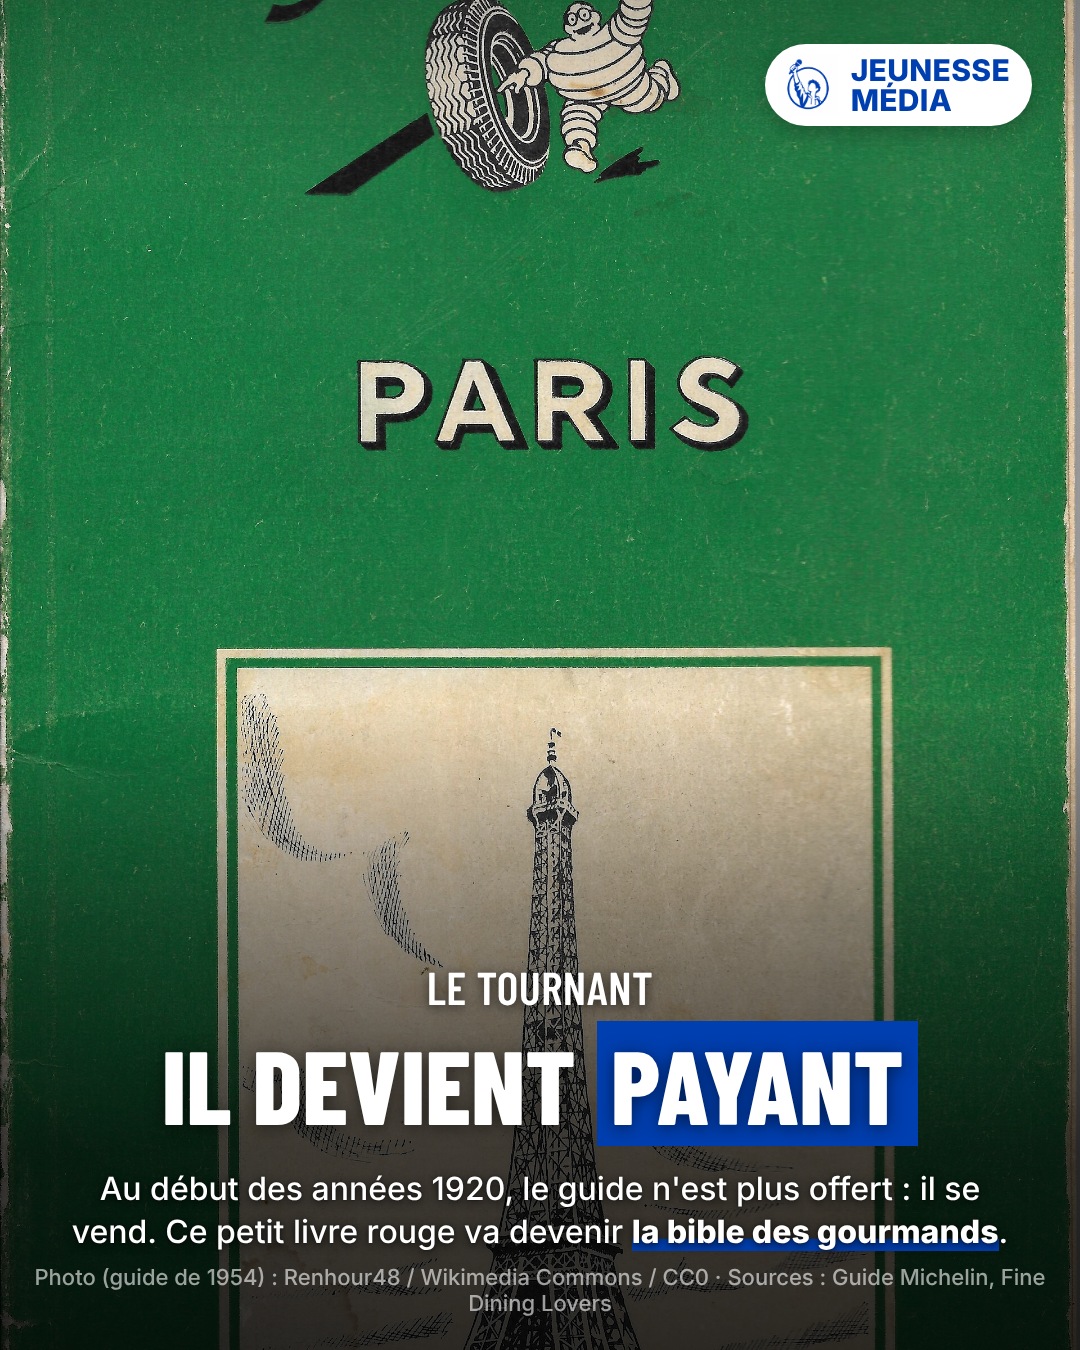 JEUNESSE
MÉDIA
PARIS
LE TOURNANT
IL DEVIENT PAYANT
Au début des années 1920, le guide n'est plus offert : il se
vend. Ce petit livre rouge va devenir la bible des gourmands.
Photo (guide de 1954) : Renhour48 / Wikimedia Commons / CC0 · Sources : Guide Michelin, Fine
Dining Lovers